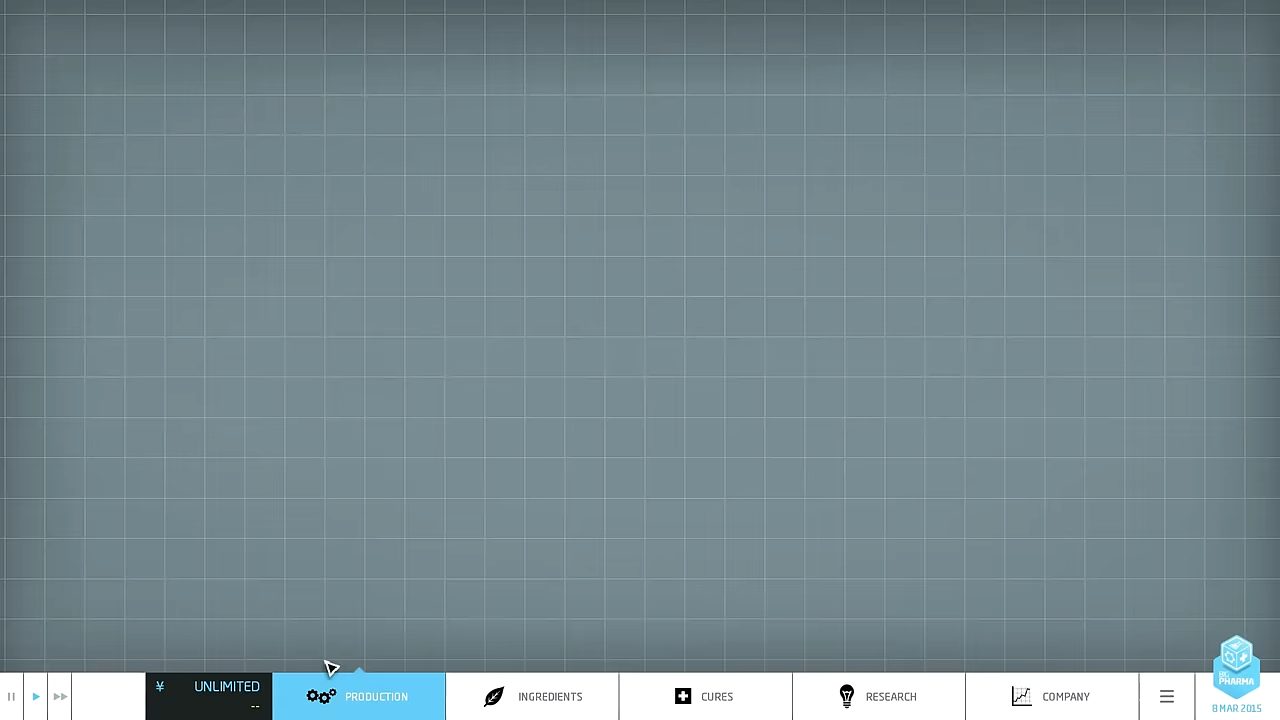 ¥ UNLIMITED
--
PRODUCTION
INGREDIENTS
CURES
RESEARCH
COMPANY
BIG
PHARMA
8 MAR 2015